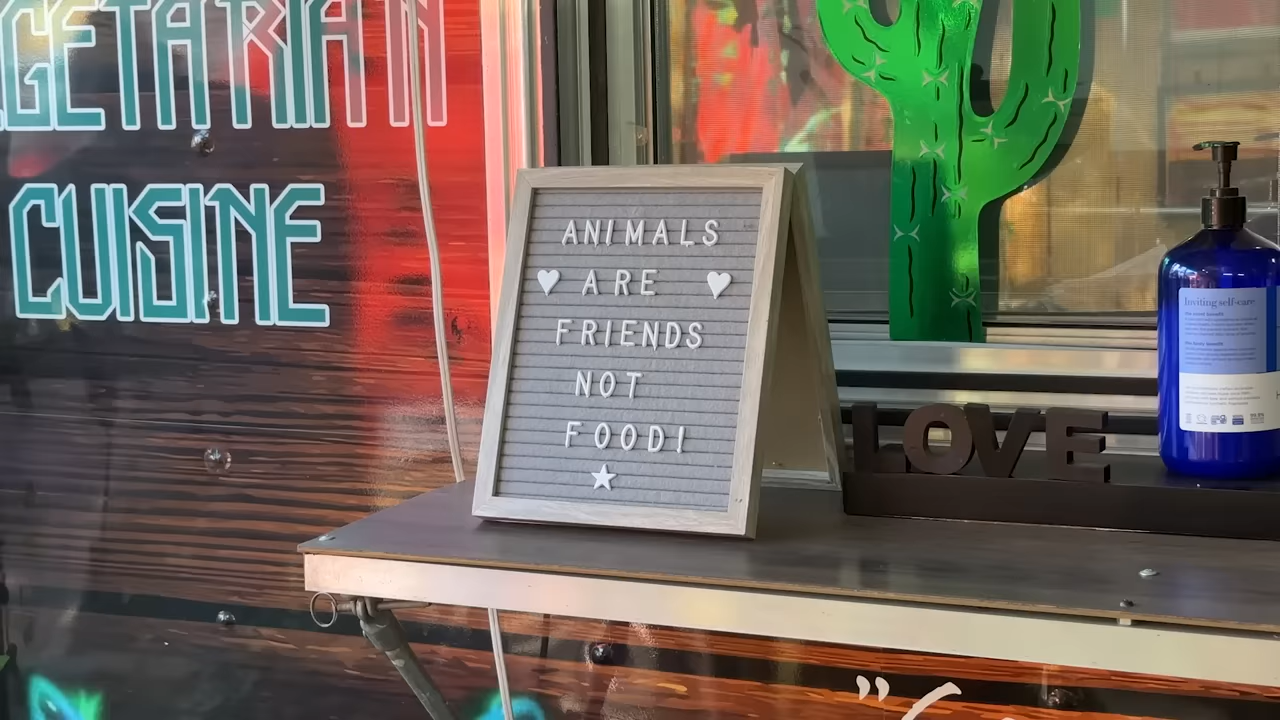 GETARIAN
CUISINE
ANIMALS
♥ ARE ♥
FRIENDS
NOT
FOOD!
★
LOVE
Inviting self-care